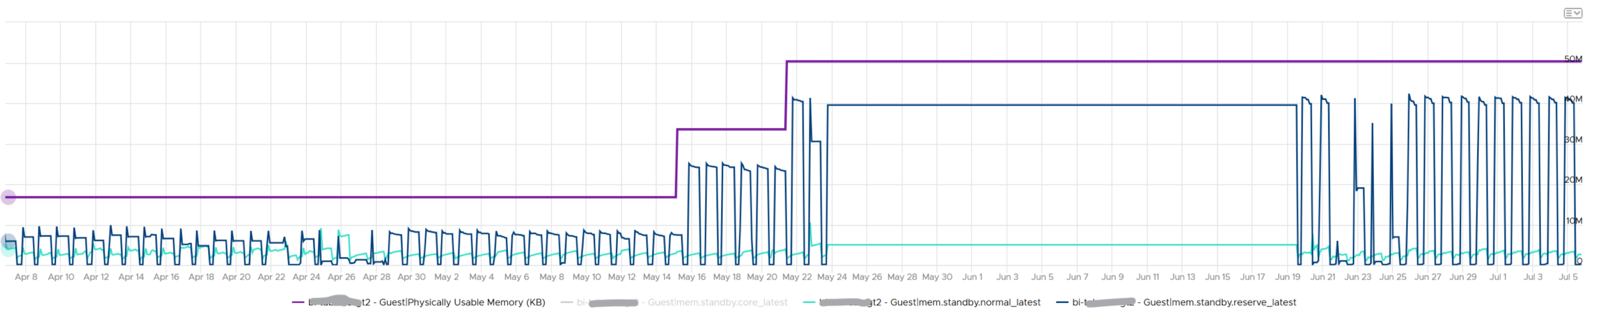 50M
40M
30M
20M
10M
0
Apr 8 Apr 10 Apr 12 Apr 14 Apr 16 Apr 18 Apr 20 Apr 22 Apr 24 Apr 26 Apr 28 Apr 30 May 2 May 4 May 6 May 8 May 10 May 12 May 14 May 16 May 18 May 20 May 22 May 24 May 26 May 28 May 30 Jun 1 Jun 3 Jun 5 Jun 7 Jun 9 Jun 11 Jun 13 Jun 15 Jun 17 Jun 19 Jun 21 Jun 23 Jun 25 Jun 27 Jun 29 Jul 1 Jul 3 Jul 5
gt2 - Guest|Physically Usable Memory (KB) bi- - Guest|mem.standby.core_latest gt2 - Guest|mem.standby.normal_latest bi- gt2 - Guest|mem.standby.reserve_latest